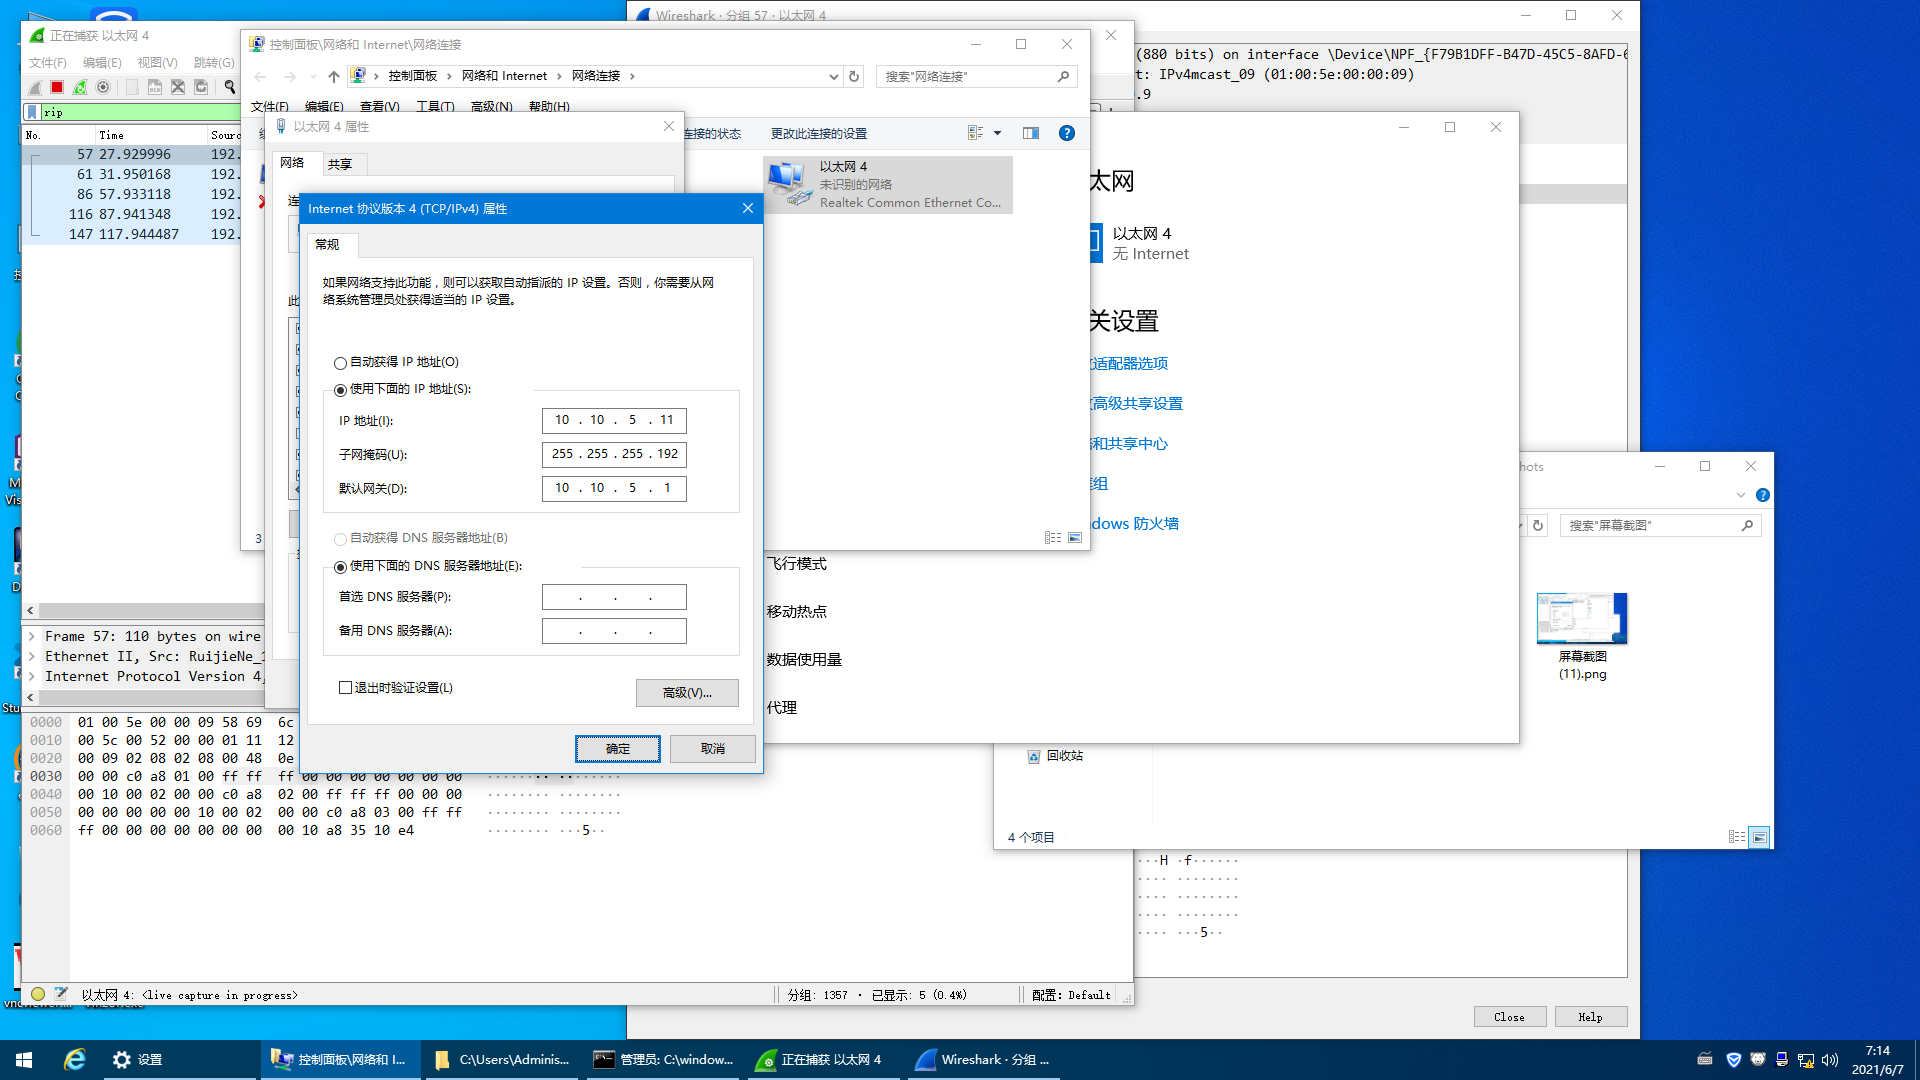 Wireshark · 分组 57 · 以太网 4
(880 bits) on interface \Device\NPF_{F79B1DFF-B47D-45C5-8AFD-6
t: IPv4mcast_09 (01:00:5e:00:00:09)
.9
正在捕获 以太网 4
文件(F) 编辑(E) 视图(V) 跳转(G)
rip
No. Time Sourc
57 27.929996 192.
61 31.950168 192.
86 57.933118 192.
116 87.941348 192.
147 117.944487 192.
控制面板\网络和 Internet\网络连接
控制面板 › 网络和 Internet › 网络连接 ›
搜索"网络连接"
文件(F) 编辑(E) 查看(V) 工具(T) 高级(N) 帮助(H)
连接的状态 更改此连接的设置
以太网 4
未识别的网络
Realtek Common Ethernet Co...
以太网 4 属性
网络 共享
Internet 协议版本 4 (TCP/IPv4) 属性
常规
如果网络支持此功能，则可以获取自动指派的 IP 设置。否则，你需要从网
络系统管理员处获得适当的 IP 设置。
自动获得 IP 地址(O)
使用下面的 IP 地址(S):
IP 地址(I): 10 . 10 . 5 . 11
子网掩码(U): 255 . 255 . 255 . 192
默认网关(D): 10 . 10 . 5 . 1
自动获得 DNS 服务器地址(B)
使用下面的 DNS 服务器地址(E):
首选 DNS 服务器(P): . . .
备用 DNS 服务器(A): . . .
退出时验证设置(L)
高级(V)...
确定 取消
3
太网
以太网 4
无 Internet
关设置
适配器选项
高级共享设置
和共享中心
组
dows 防火墙
飞行模式
移动热点
数据使用量
代理
hots
搜索"屏幕截图"
屏幕截图
(11).png
回收站
4 个项目
Frame 57: 110 bytes on wire
Ethernet II, Src: RuijieNe_1
Internet Protocol Version 4,
0000 01 00 5e 00 00 09 58 69 6c
0010 00 5c 00 52 00 00 01 11 12
0020 00 09 02 08 02 08 00 48 0e
0030 00 00 c0 a8 01 00 ff ff ff 00 00 00 00 00 00 00
0040 00 10 00 02 00 00 c0 a8 02 00 ff ff ff 00 00 00
0050 00 00 00 00 00 10 00 02 00 00 c0 a8 03 00 ff ff
0060 ff 00 00 00 00 00 00 00 00 10 a8 35 10 e4 ········ ···5··
···H ·f······
···· ···5··
以太网 4: <live capture in progress>
分组: 1357 · 已显示: 5 (0.4%)
配置: Default
Close Help
设置
控制面板\网络和 I...
C:\Users\Adminis...
管理员: C:\window...
正在捕获 以太网 4
Wireshark · 分组 ...
7:14
2021/6/7